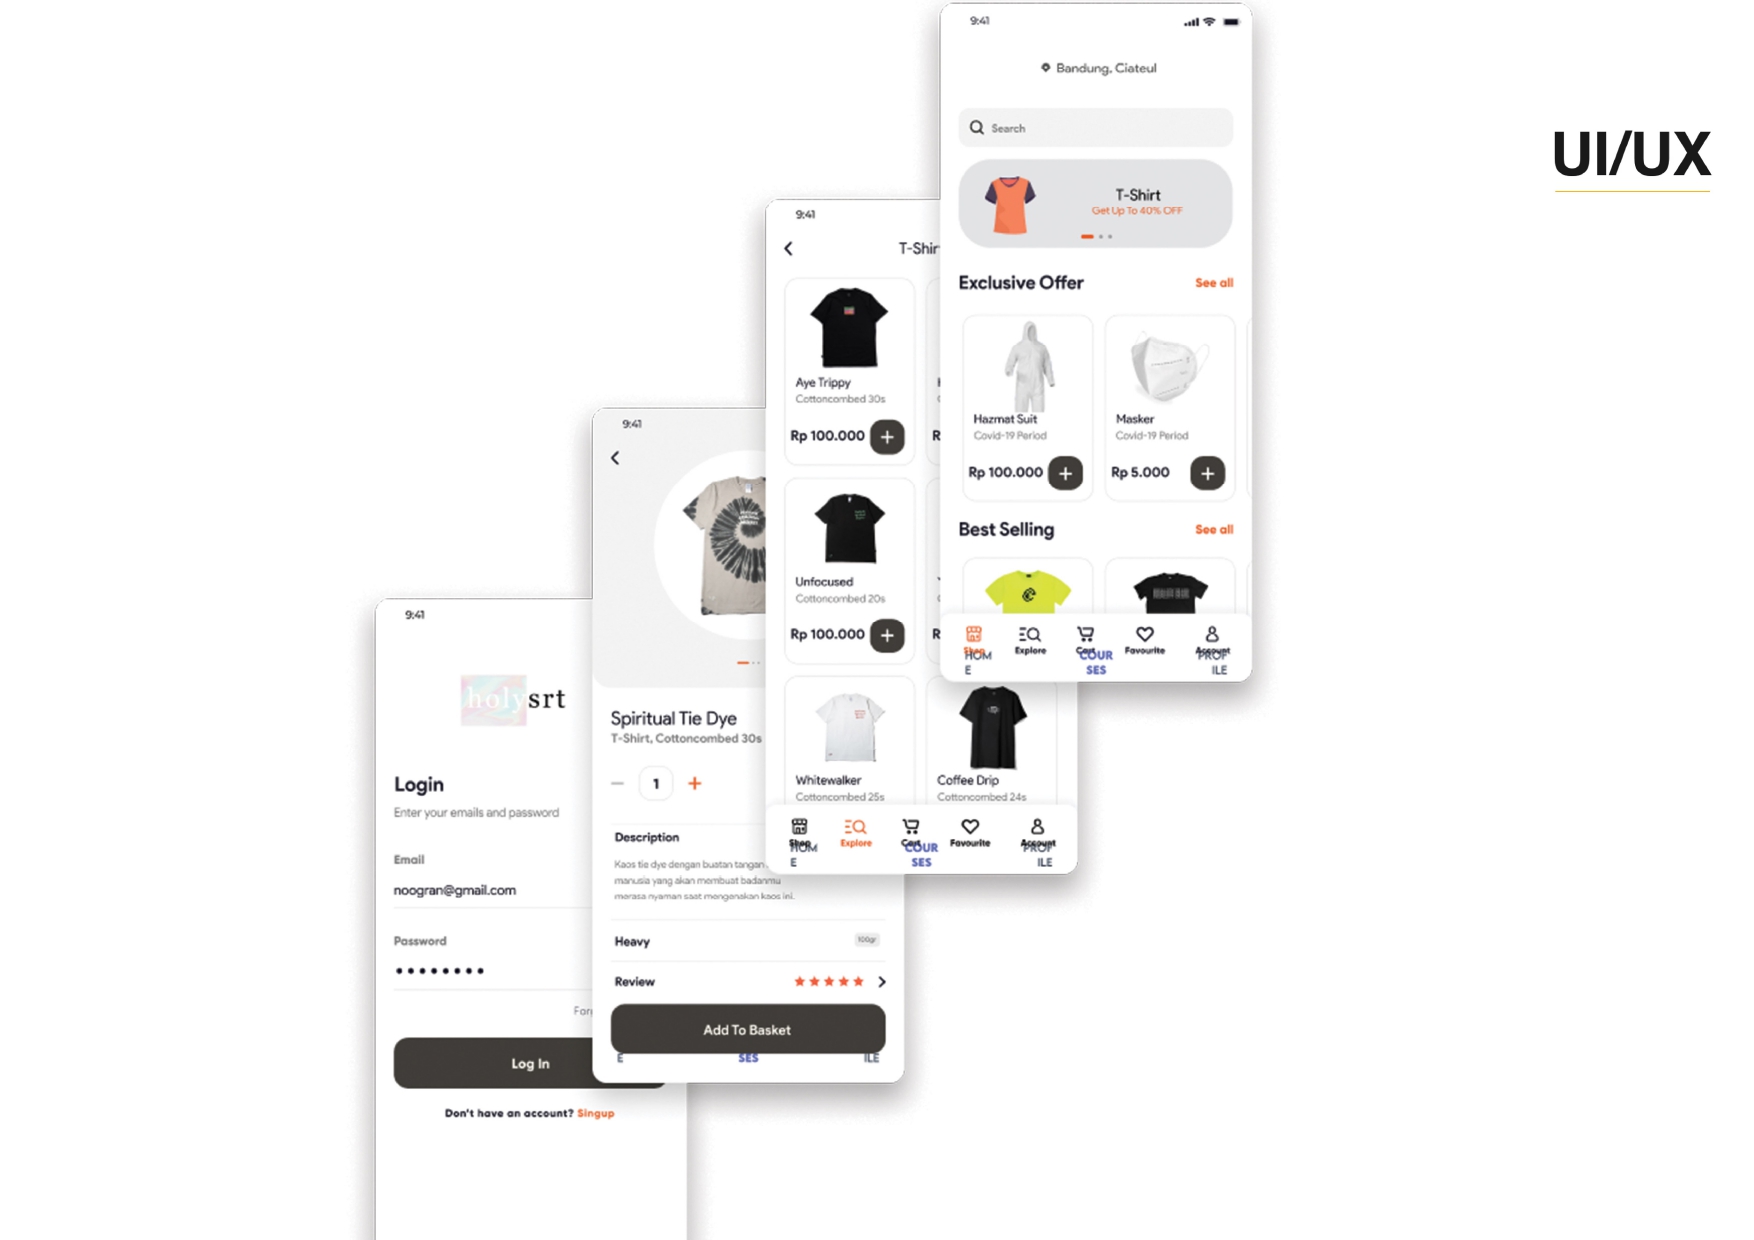 UI/UX
9:41
Bandung, Ciateul
Search
T-Shirt
Get Up To 40% OFF
Exclusive Offer
See all
Hazmat Suit
Covid-19 Period
Rp 100.000
Masker
Covid-19 Period
Rp 5.000
Best Selling
See all
Shop
Explore
Cart
Favourite
Account
HOM
E
COUR
SES
PROF
ILE
9:41
Aye Trippy
Cottoncombed 30s
Rp 100.000
Unfocused
Cottoncombed 20s
Rp 100.000
Whitewalker
Cottoncombed 25s
Coffee Drip
Cottoncombed 24s
Shop
Explore
Cart
Favourite
Account
HOM
E
COUR
SES
PROF
ILE
9:41
Spiritual Tie Dye
T-Shirt, Cottoncombed 30s
1
Description
Kaos tie dye dengan buatan tangan
manusia yang akan membuat badanmu
merasa nyaman saat mengenakan kaos ini.
Heavy
100gr
Review
Add To Basket
E
SES
ILE
9:41
holysrt
Login
Enter your emails and password
Email
noogran@gmail.com
Password
Log In
Don't have an account? Singup